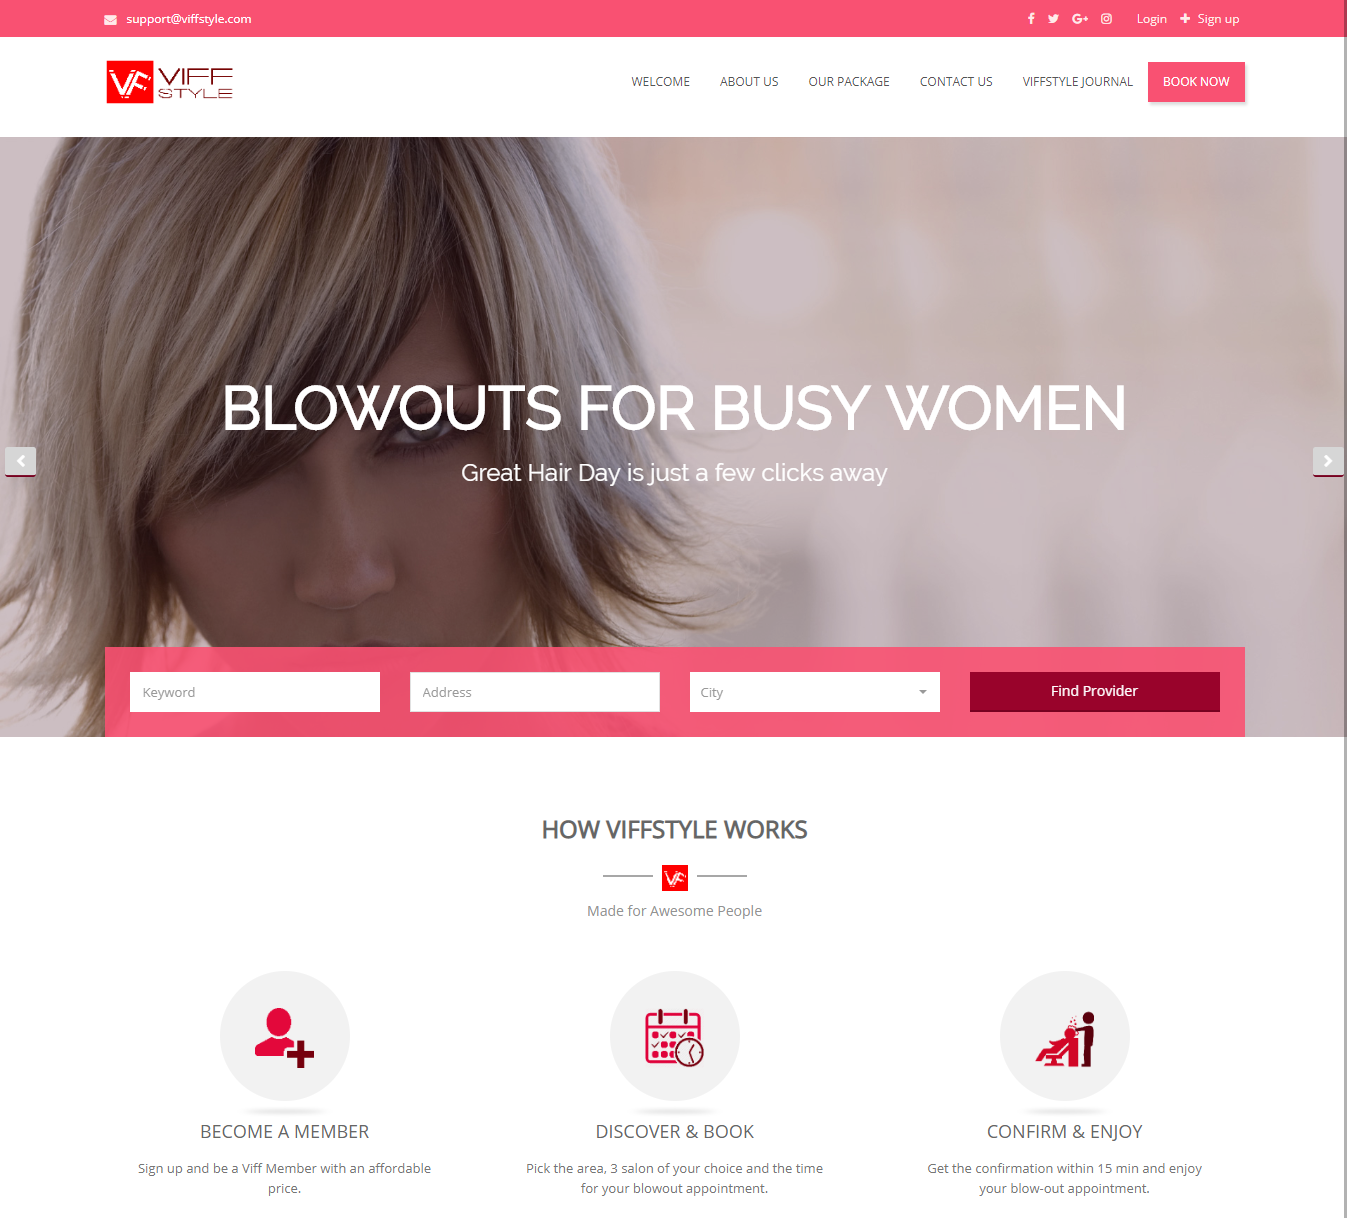 support@viffstyle.com
Login
Sign up
VF VIFF
STYLE
WELCOME
ABOUT US
OUR PACKAGE
CONTACT US
VIFFSTYLE JOURNAL
BOOK NOW
BLOWOUTS FOR BUSY WOMEN
Great Hair Day is just a few clicks away
Keyword
Address
City
Find Provider
HOW VIFFSTYLE WORKS
VF
Made for Awesome People
BECOME A MEMBER
Sign up and be a Viff Member with an affordable
price.
DISCOVER & BOOK
Pick the area, 3 salon of your choice and the time
for your blowout appointment.
CONFIRM & ENJOY
Get the confirmation within 15 min and enjoy
your blow-out appointment.